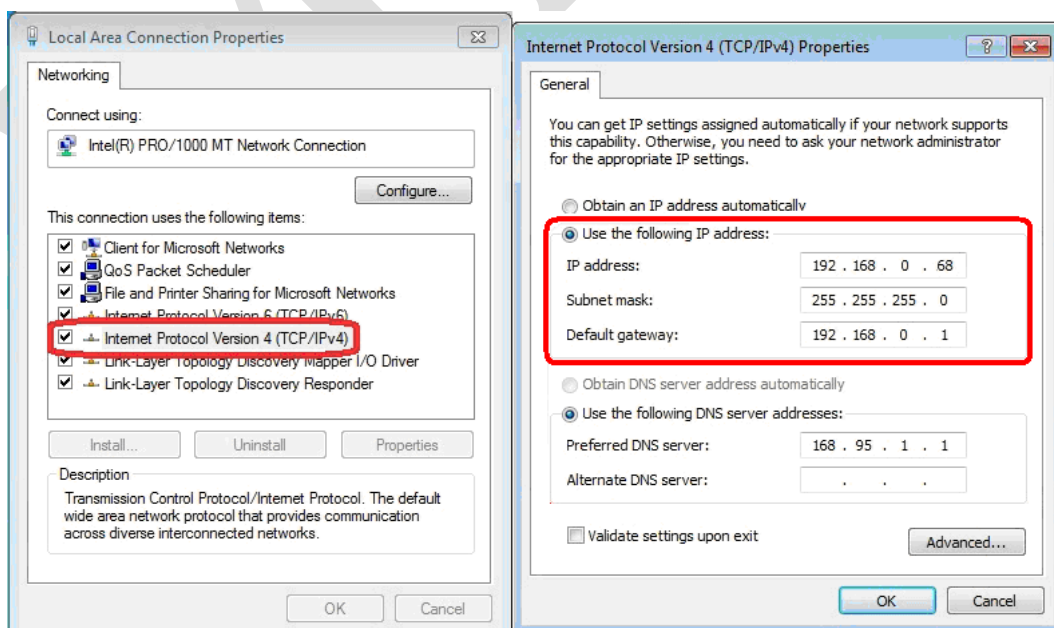 Local Area Connection Properties
Networking
Connect using:
Intel(R) PRO/1000 MT Network Connection
Configure...
This connection uses the following items:
Client for Microsoft Networks
QoS Packet Scheduler
File and Printer Sharing for Microsoft Networks
Internet Protocol Version 6 (TCP/IPv6)
Internet Protocol Version 4 (TCP/IPv4)
Link-Layer Topology Discovery Mapper I/O Driver
Link-Layer Topology Discovery Responder
Install...
Uninstall
Properties
Description
Transmission Control Protocol/Internet Protocol. The default
wide area network protocol that provides communication
across diverse interconnected networks.
OK
Cancel
Internet Protocol Version 4 (TCP/IPv4) Properties
General
You can get IP settings assigned automatically if your network supports
this capability. Otherwise, you need to ask your network administrator
for the appropriate IP settings.
Obtain an IP address automatically
Use the following IP address:
IP address: 192 . 168 . 0 . 68
Subnet mask: 255 . 255 . 255 . 0
Default gateway: 192 . 168 . 0 . 1
Obtain DNS server address automatically
Use the following DNS server addresses:
Preferred DNS server: 168 . 95 . 1 . 1
Alternate DNS server: . . .
Validate settings upon exit
Advanced...
OK
Cancel